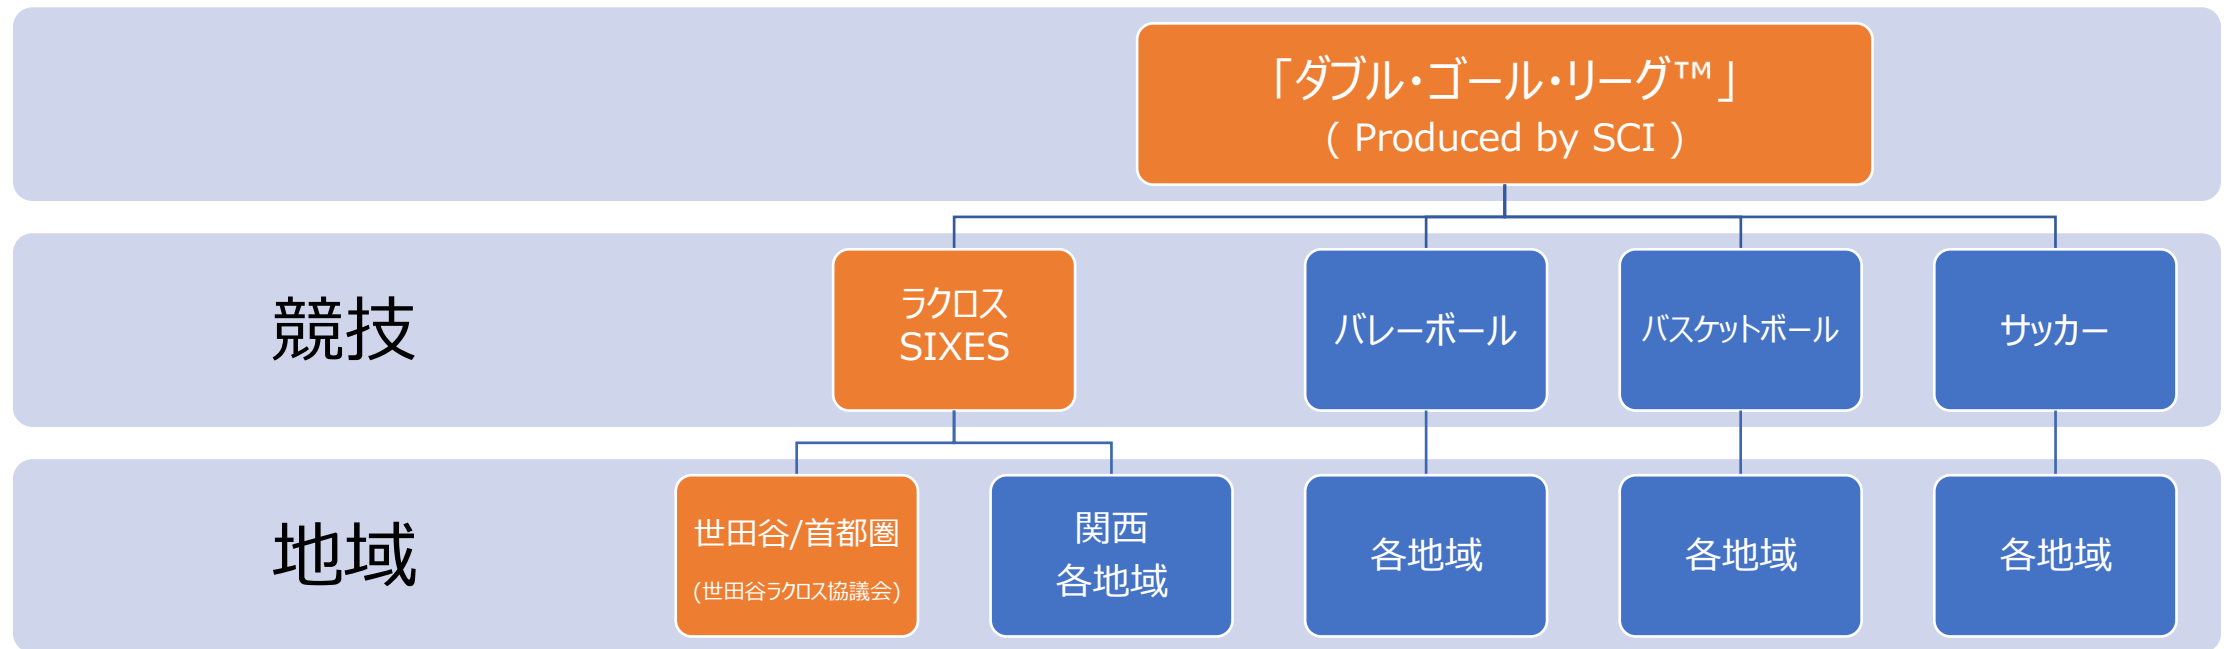 「ダブル・ゴール・リーグ™」
( Produced by SCI )
競技
ラクロス
SIXES
バレーボール
バスケットボール
サッカー
地域
世田谷/首都圏
(世田谷ラクロス協議会)
関西
各地域
各地域
各地域
各地域